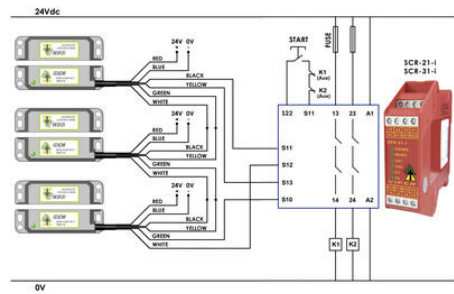 24Vdc
START
FUSE
SCR-21-i
SCR-31-i
24V 0V
RED
BLUE
BLACK
YELLOW
GREEN
WHITE
K1
(Aux)
K2
(Aux)
S22 S11 13 23 A1
24V 0V
RED
BLUE
BLACK
YELLOW
GREEN
WHITE
S11
S12
S13
S10
24V 0V
RED
BLUE
BLACK
YELLOW
GREEN
WHITE
14 24 A2
K1 K2
0V